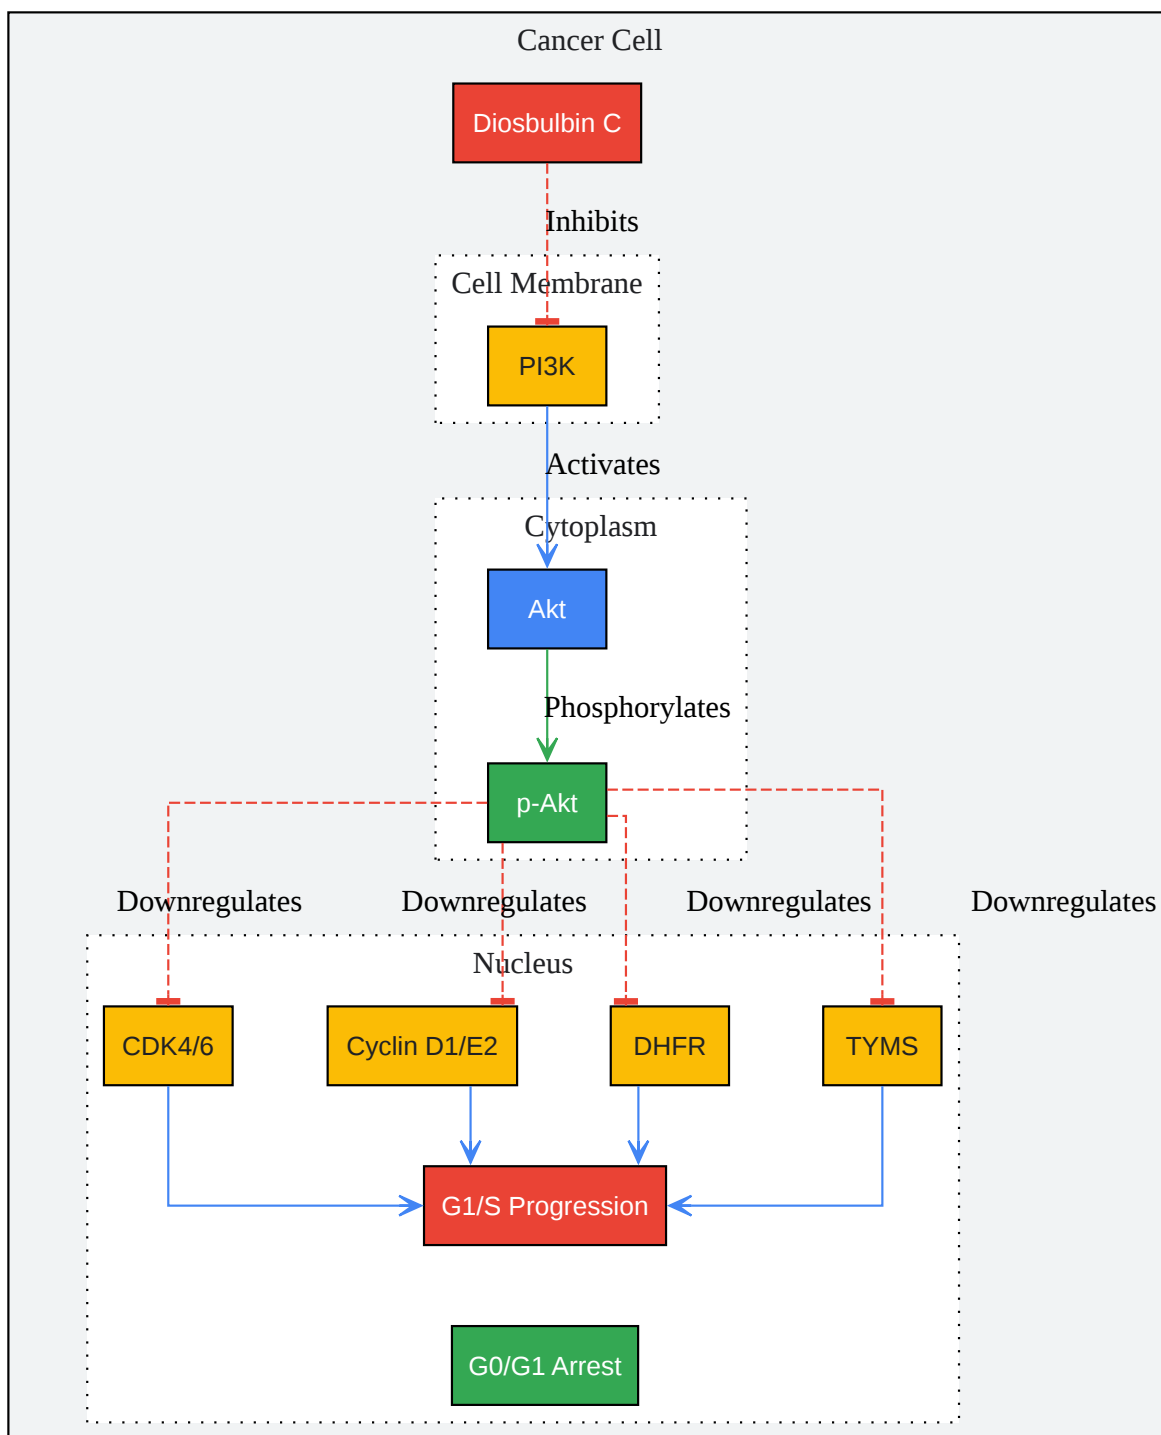 Cancer Cell
Diosbulbin C
Inhibits
Cell Membrane
PI3K
Activates
Cytoplasm
Akt
Phosphorylates
p-Akt
Downregulates
Downregulates
Downregulates
Downregulates
Nucleus
CDK4/6
Cyclin D1/E2
DHFR
TYMS
G1/S Progression
G0/G1 Arrest